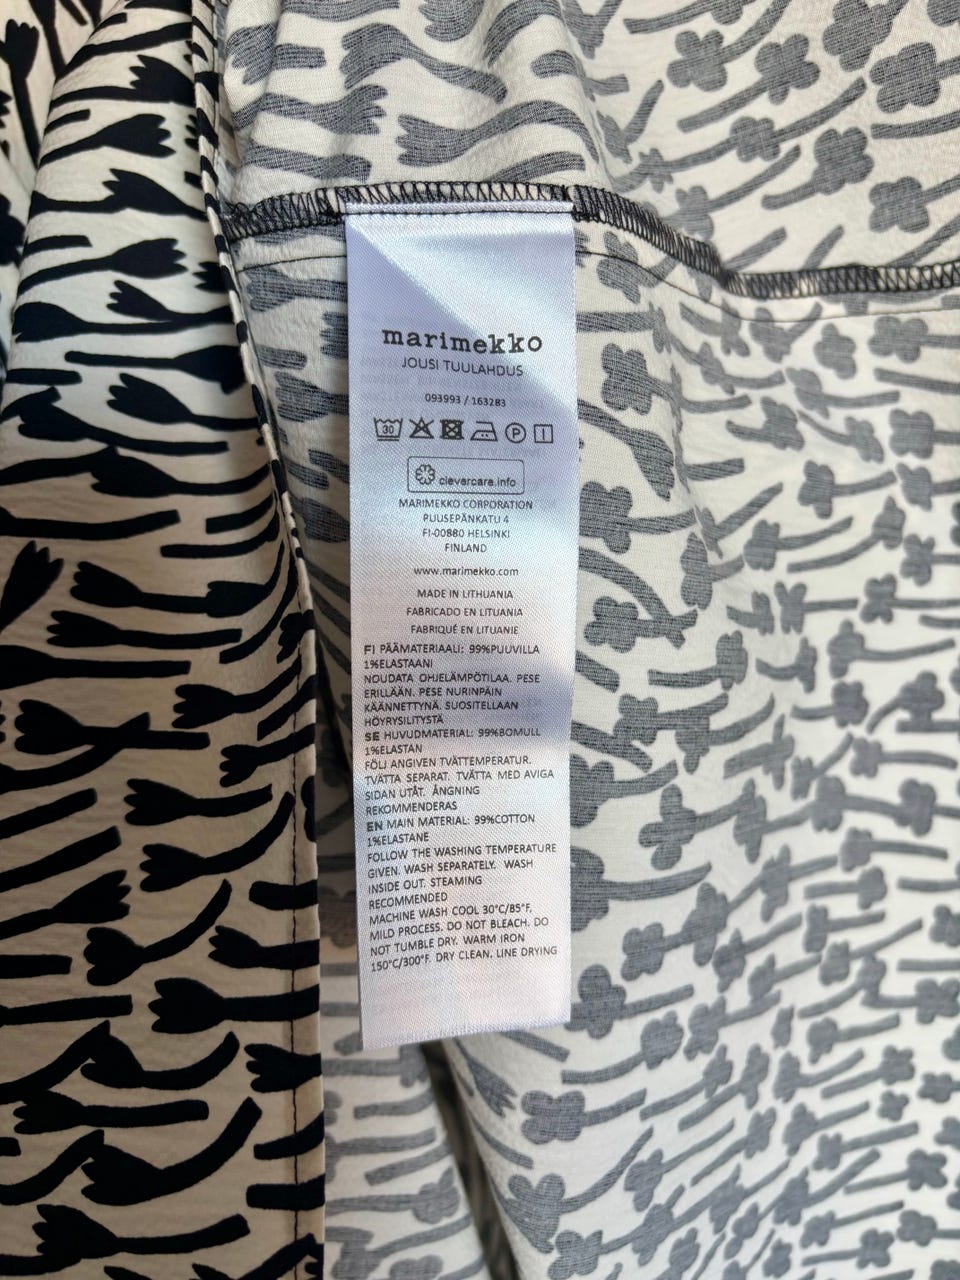 marimekko
JOUSI TUULAHDUS
093993 / 163283
30 P
clevercare.info
MARIMEKKO CORPORATION
PUUSEPÄNKATU 4
FI-00880 HELSINKI
FINLAND
www.marimekko.com
MADE IN LITHUANIA
FABRICADO EN LITUANIA
FABRIQUÉ EN LITUANIE
FI PÄÄMATERIAALI: 99%PUUVILLA
1%ELASTAANI
NOUDATA OHJELÄMPÖTILAA. PESE
ERILLÄÄN. PESE NURINPÄIN
KÄÄNNETTYNÄ. SUOSITELLAAN
HÖYRYSILITYSTÄ
SE HUVUDMATERIAL: 99%BOMULL
1%ELASTAN
FÖLJ ANGIVEN TVÄTTEMPERATUR.
TVÄTTA SEPARAT. TVÄTTA MED AVIGA
SIDAN UTÅT. ÅNGNING
REKOMMENDERAS
EN MAIN MATERIAL: 99%COTTON
1%ELASTANE
FOLLOW THE WASHING TEMPERATURE
GIVEN. WASH SEPARATELY. WASH
INSIDE OUT. STEAMING
RECOMMENDED
MACHINE WASH COOL 30°C/85°F,
MILD PROCESS. DO NOT BLEACH. DO
NOT TUMBLE DRY. WARM IRON
150°C/300°F. DRY CLEAN. LINE DRYING